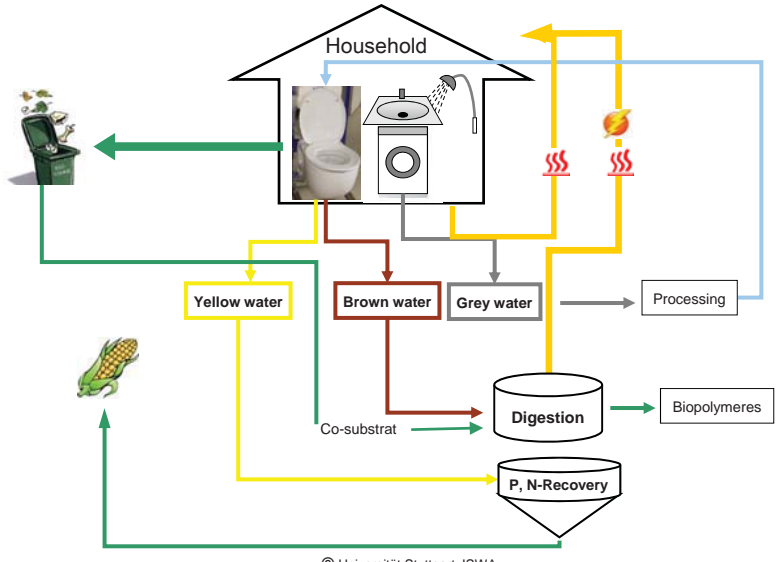 Household
Yellow water
Brown water
Grey water
Processing
Digestion
Biopolymeres
Co-substrat
P, N-Recovery